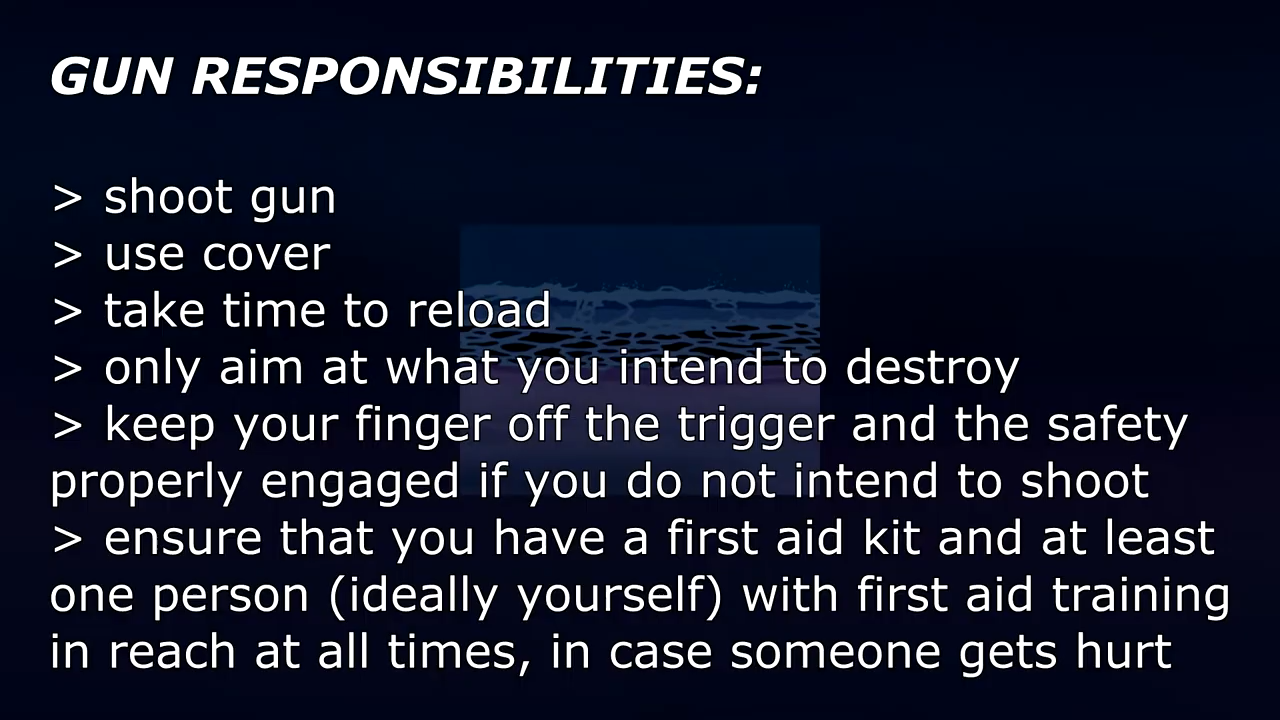 GUN RESPONSIBILITIES:
> shoot gun
> use cover
> take time to reload
> only aim at what you intend to destroy
> keep your finger off the trigger and the safety
properly engaged if you do not intend to shoot
> ensure that you have a first aid kit and at least
one person (ideally yourself) with first aid training
in reach at all times, in case someone gets hurt